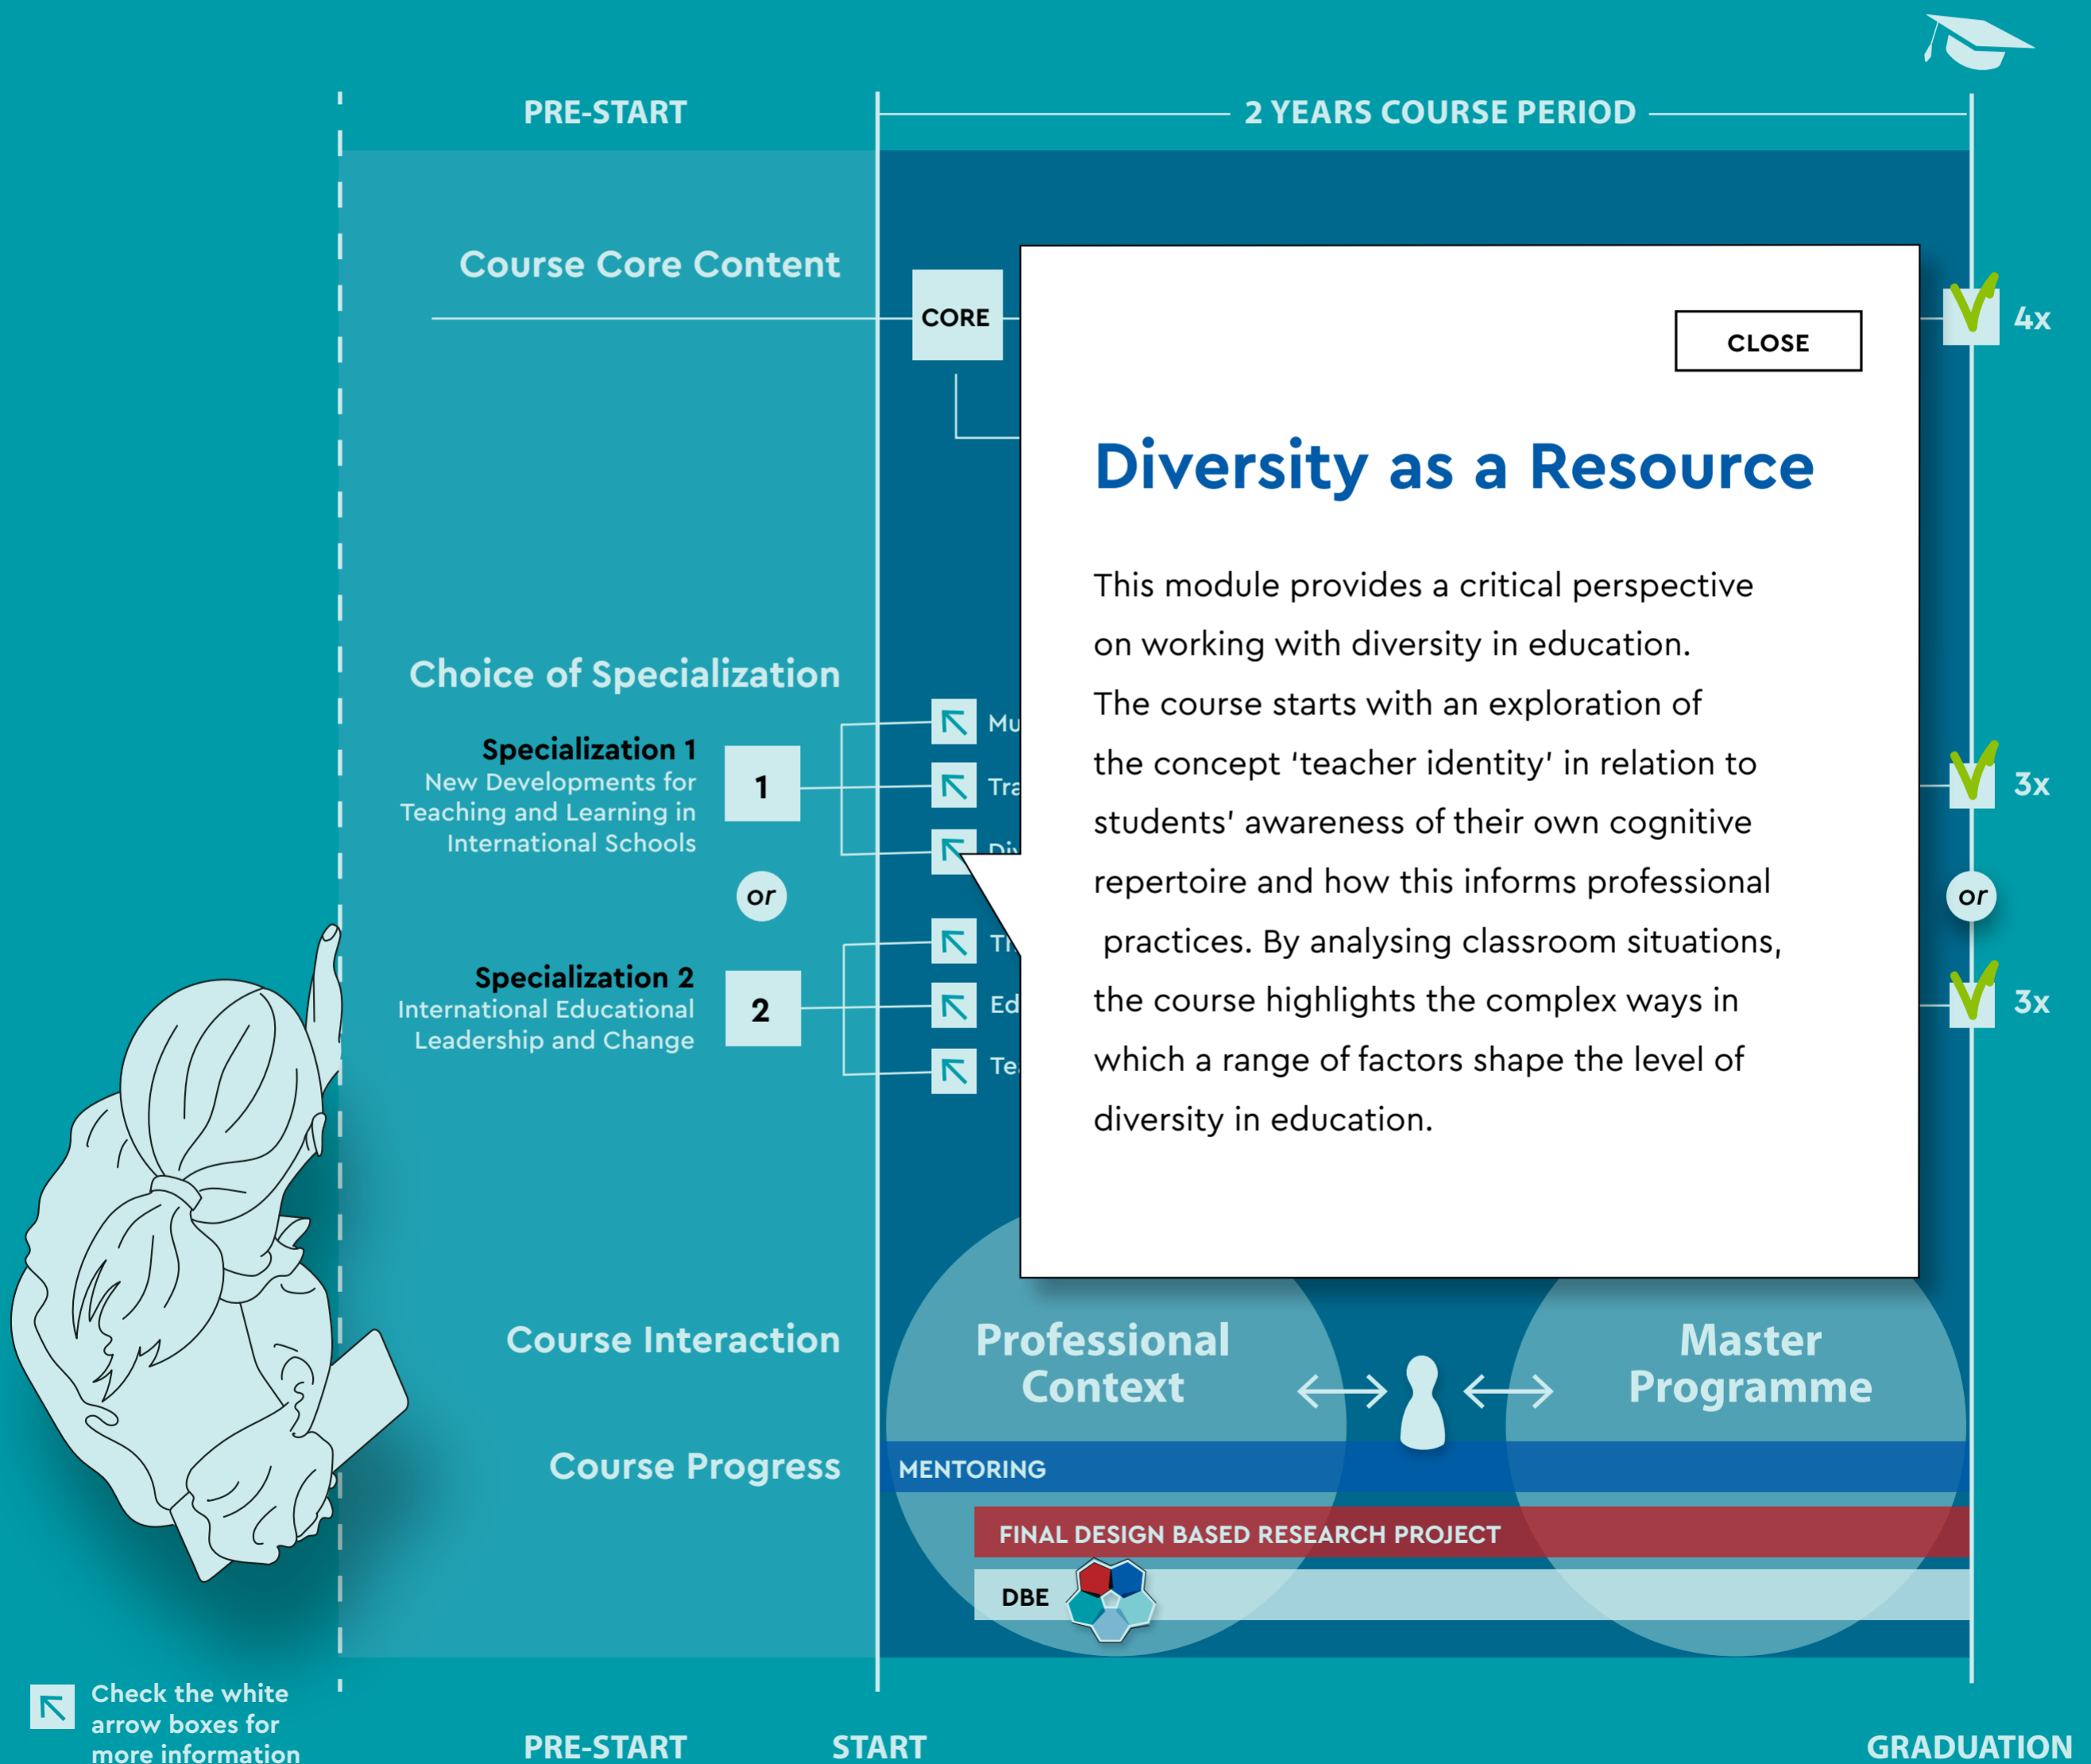 PRE-START
2 YEARS COURSE PERIOD
Course Core Content
CORE
4x
CLOSE
Diversity as a Resource
This module provides a critical perspective
on working with diversity in education.
The course starts with an exploration of
the concept ‘teacher identity’ in relation to
students’ awareness of their own cognitive
repertoire and how this informs professional
practices. By analysing classroom situations,
the course highlights the complex ways in
which a range of factors shape the level of
diversity in education.
Choice of Specialization
Specialization 1
New Developments for
Teaching and Learning in
International Schools
1
3x
or
or
Specialization 2
International Educational
Leadership and Change
2
3x
Course Interaction
Professional
Context
Master
Programme
Course Progress
MENTORING
FINAL DESIGN BASED RESEARCH PROJECT
DBE
Check the white
arrow boxes for
more information
PRE-START
START
GRADUATION